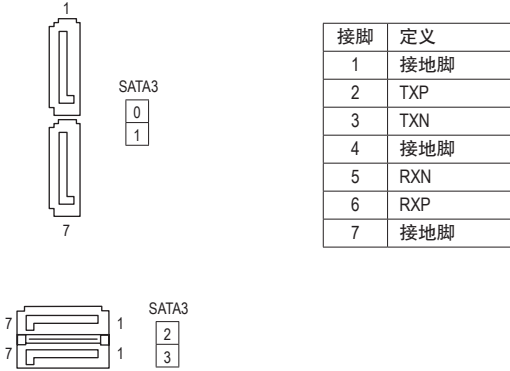 1
7
SATA3
0
1
接脚 定义
1 接地脚
2 TXP
3 TXN
4 接地脚
5 RXN
6 RXP
7 接地脚
7 1
7 1
SATA3
2
3